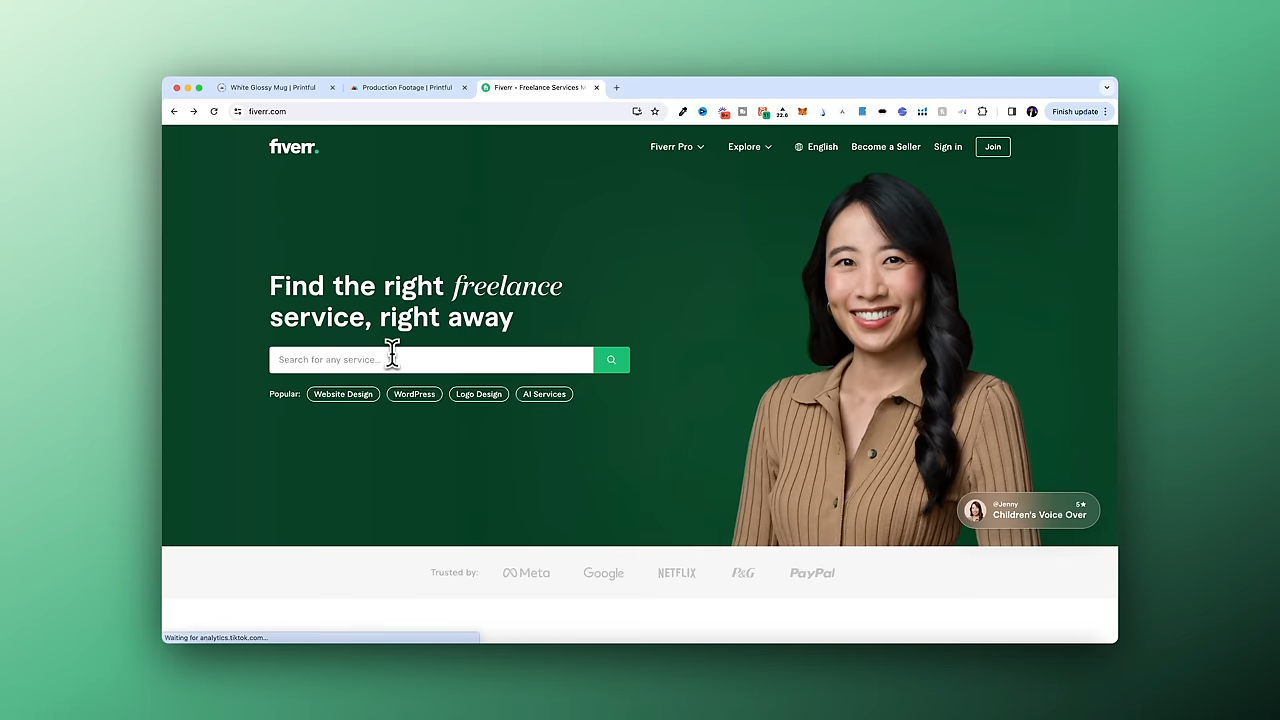 White Glossy Mug | Printful
Production Footage | Printful
Fiverr - Freelance Services M
fiverr.com
22.6
Finish update
fiverr.
Fiverr Pro
Explore
English
Become a Seller
Sign in
Join
Find the right freelance
service, right away
Search for any service...
Popular:
Website Design
WordPress
Logo Design
AI Services
@Jenny
5★
Children's Voice Over
Trusted by:
Meta
Google
NETFLIX
P&G
PayPal
Waiting for analytics.tiktok.com...